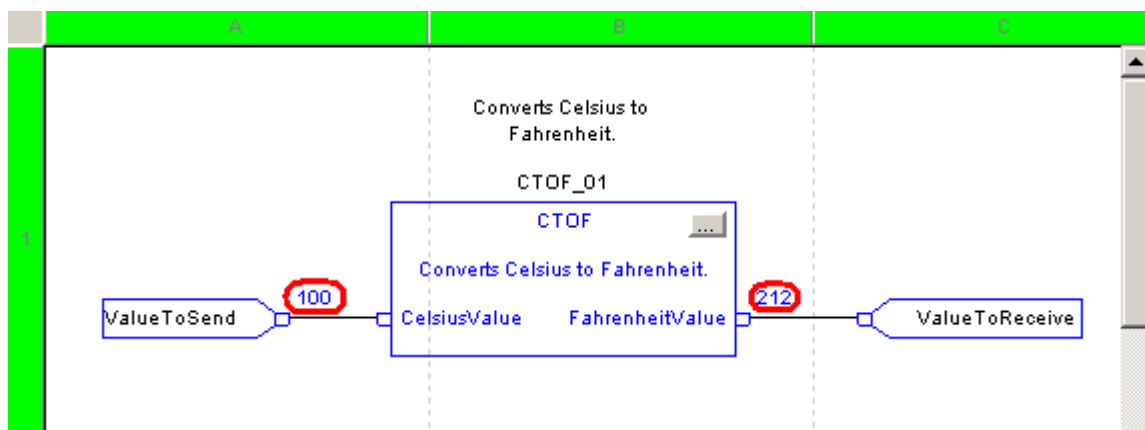 A B C
1
Converts Celsius to
Fahrenheit.
CTOF_01
CTOF
...
Converts Celsius to Fahrenheit.
100
212
ValueToSend
CelsiusValue FahrenheitValue
ValueToReceive